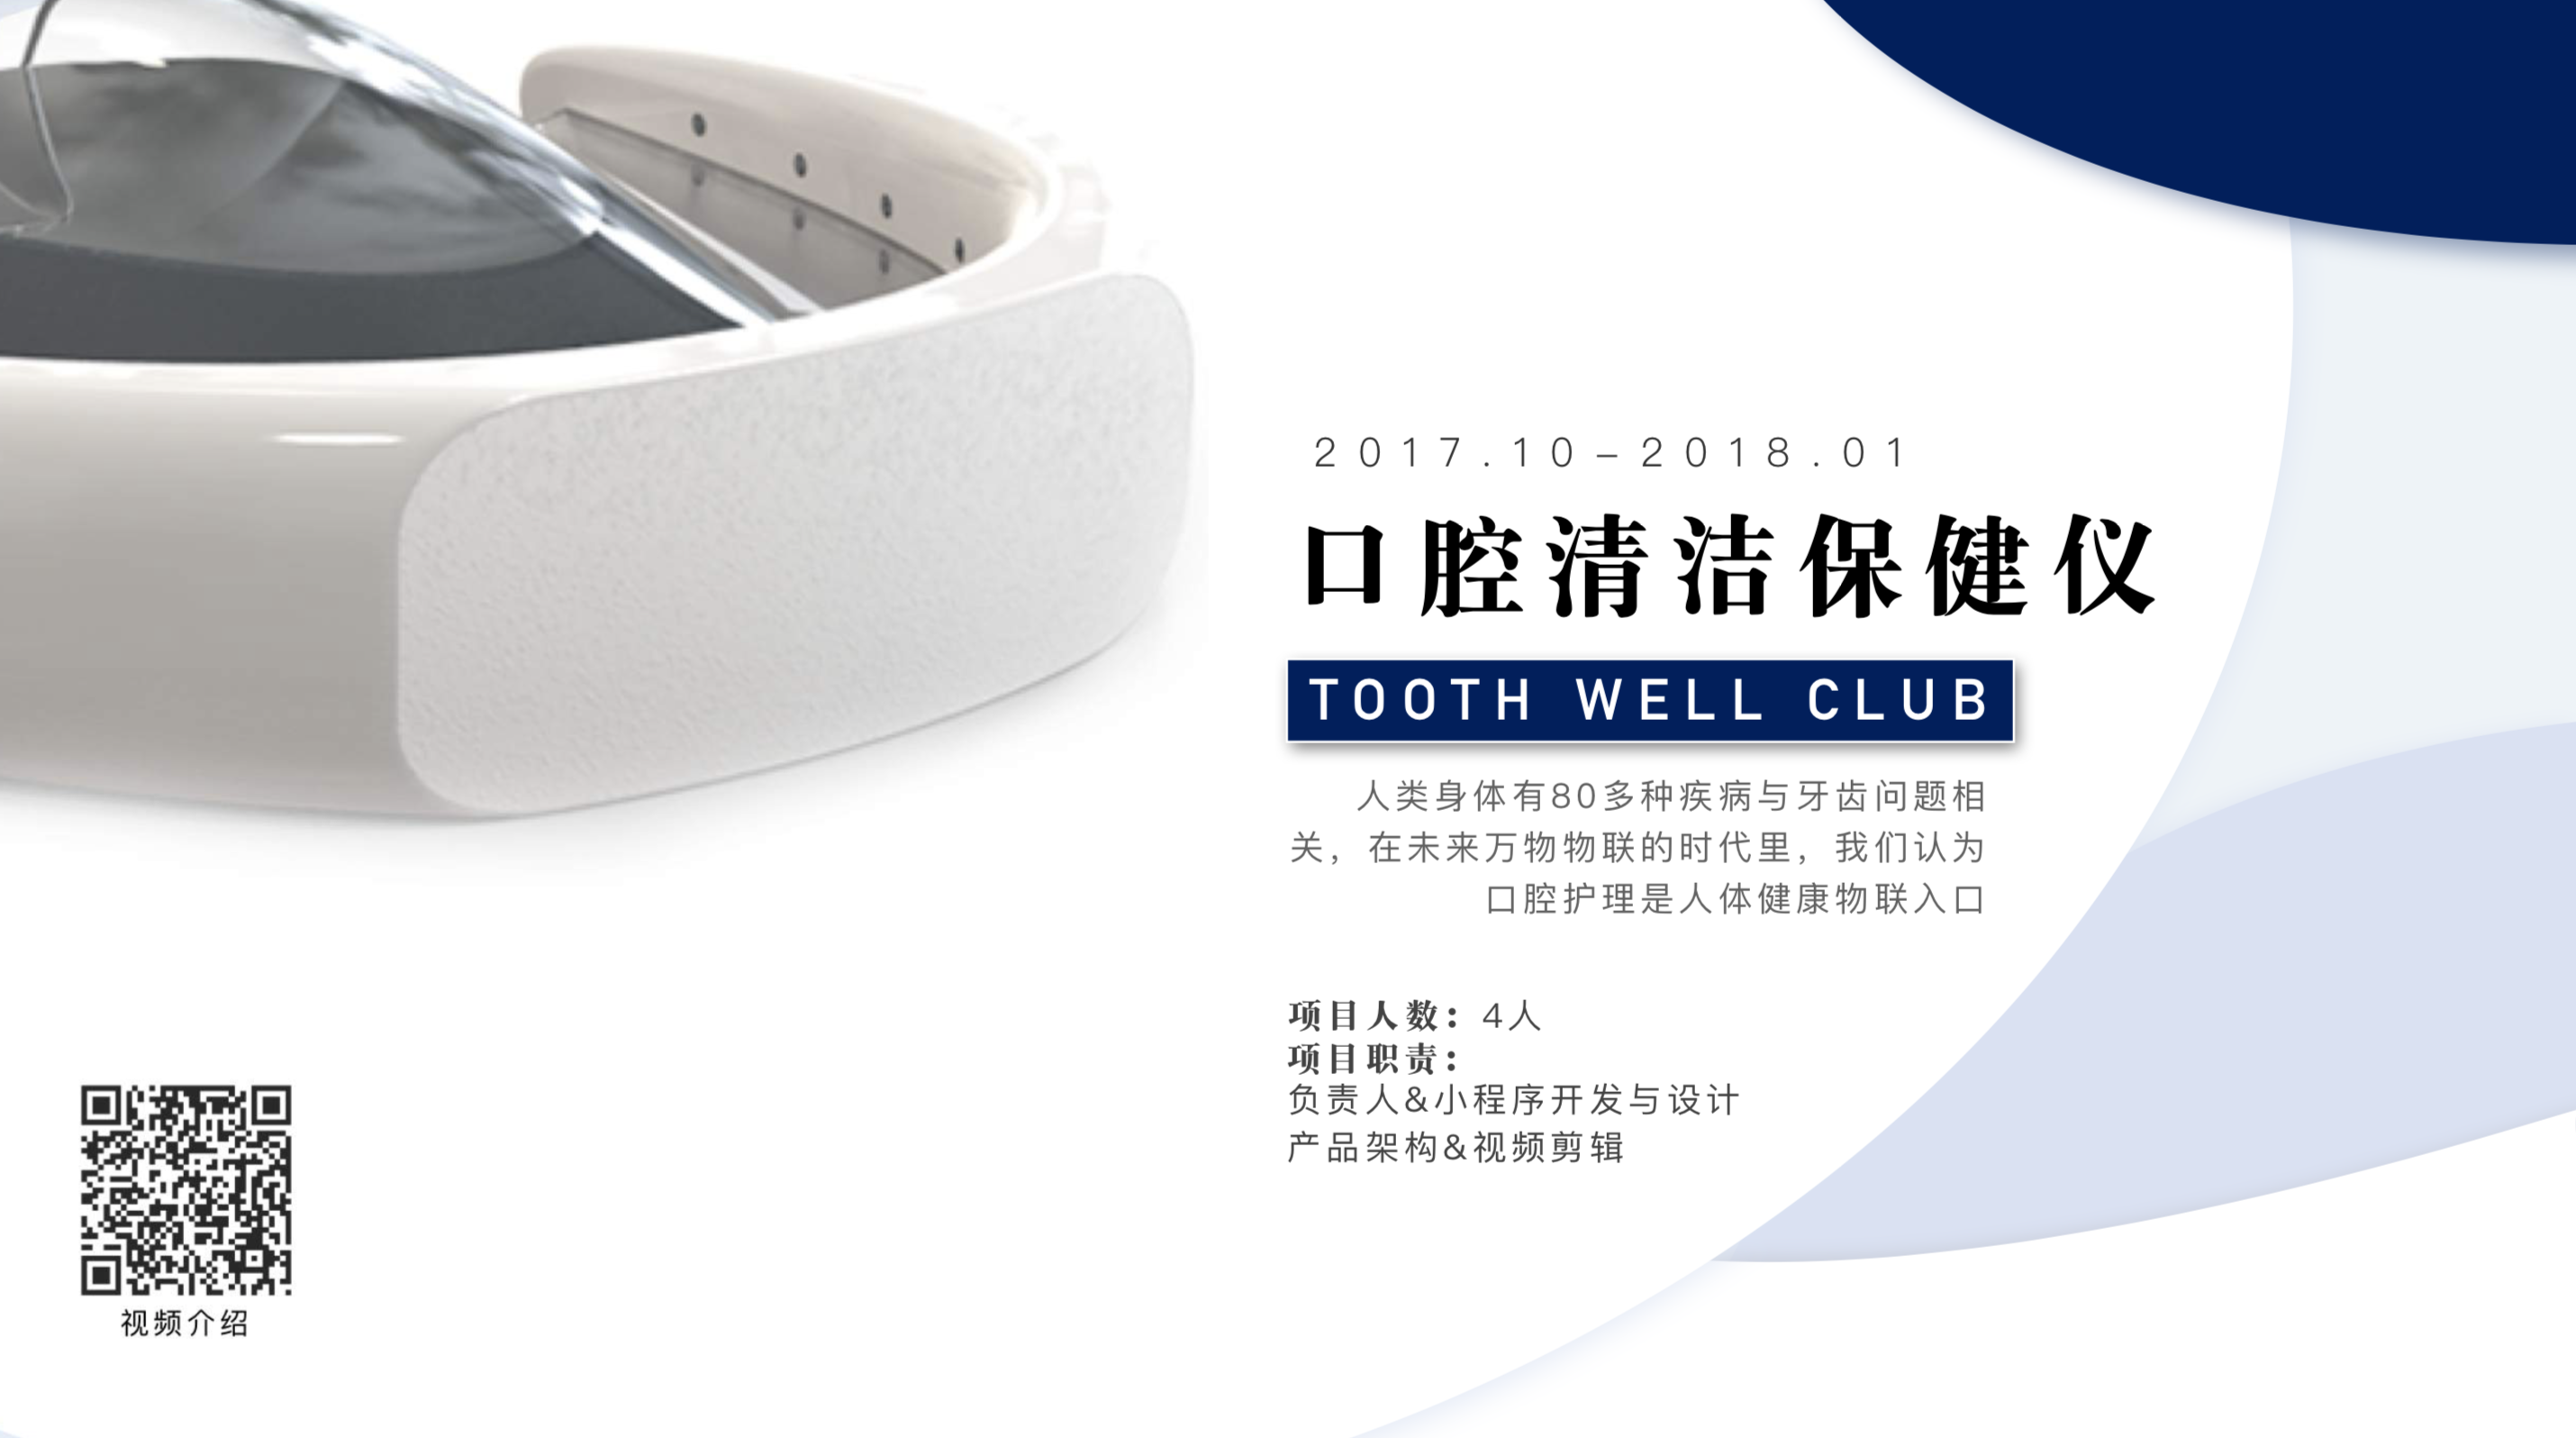 2017.10–2018.01
口腔清洁保健仪
TOOTH WELL CLUB
人类身体有80多种疾病与牙齿问题相
关，在未来万物物联的时代里，我们认为
口腔护理是人体健康物联入口
项目人数：4人
项目职责：
负责人&小程序开发与设计
产品架构&视频剪辑
视频介绍